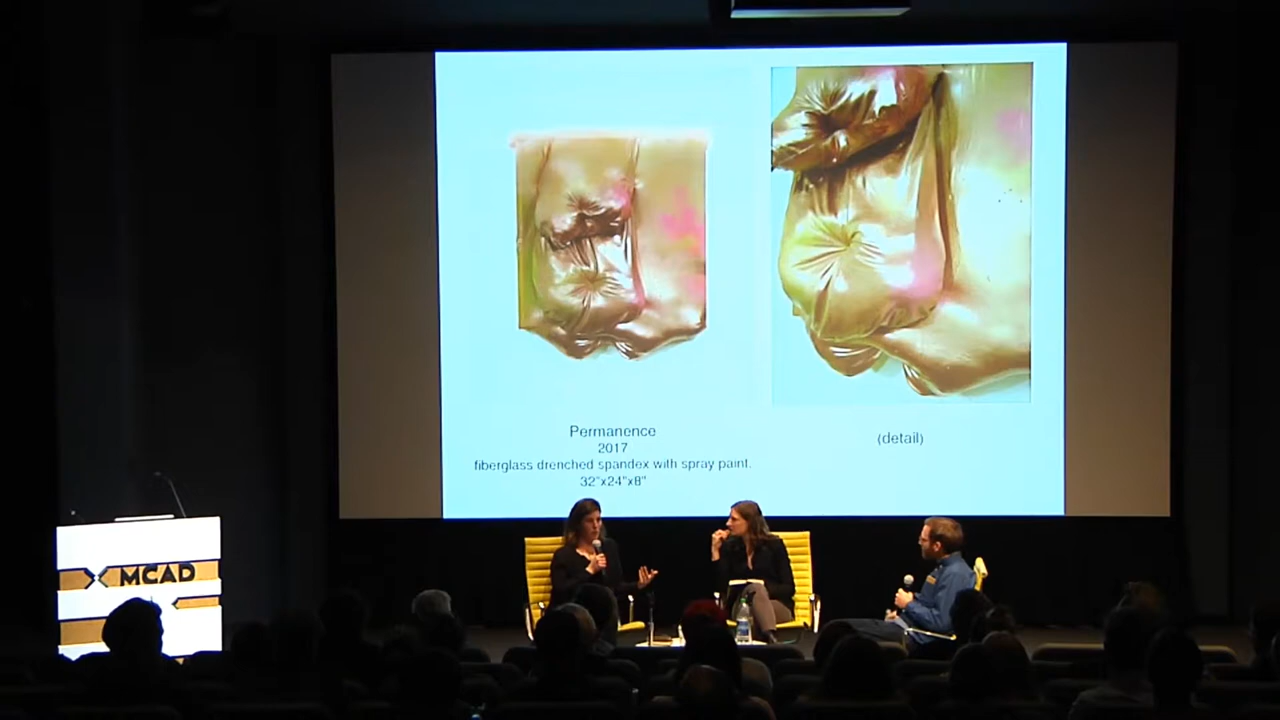 Permanence
2017
fiberglass drenched spandex with spray paint.
32"x24"x8"
(detail)
MCAD